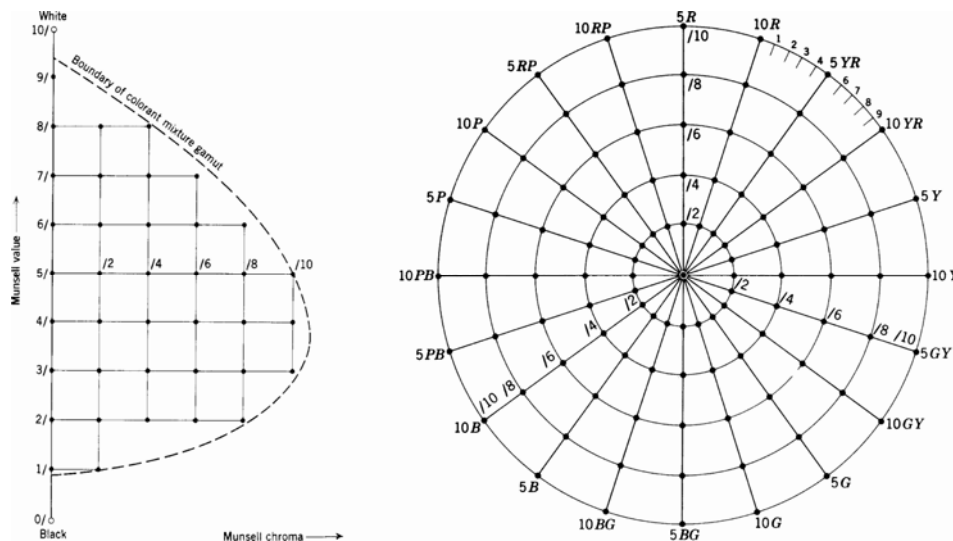 White
10/
9/
8/
7/
6/
5/
4/
3/
2/
1/
0/
Black
Munsell value
Munsell chroma
Boundary of colorant mixture gamut
/2 /4 /6 /8 /10
5R
10R
1 2 3 4
5YR
6 7 8 9
10YR
5Y
10Y
5GY
10GY
5G
10G
5BG
10BG
5B
10B
5PB
10PB
5P
10P
5RP
10RP
/10
/8
/6
/4
/2
/2 /4 /6 /8 /10
/2 /4 /6 /8 /10